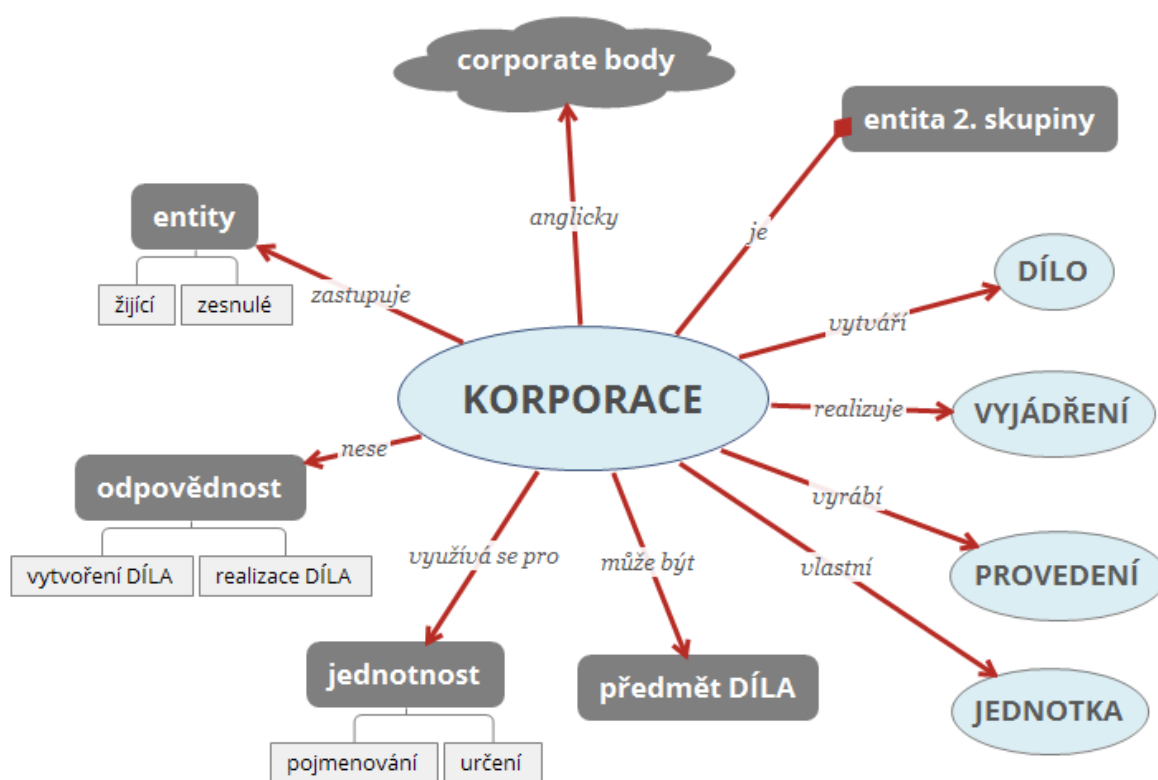 corporate body
entita 2. skupiny
anglicky
je
entity
žijící
zesnulé
zastupuje
DÍLO
vytváří
KORPORACE
realizuje
VYJÁDŘENÍ
nese
odpovědnost
vytvoření DÍLA
realizace DÍLA
vyrábí
PROVEDENÍ
využívá se pro
může být
vlastní
jednotnost
pojmenování
určení
předmět DÍLA
JEDNOTKA